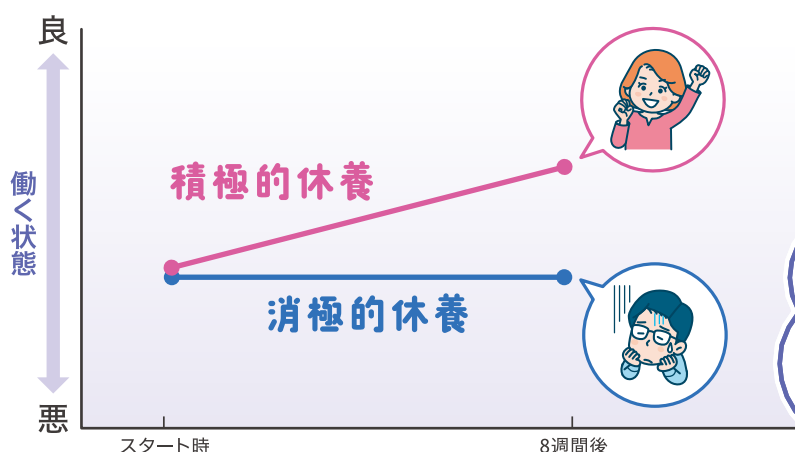 良
働く状態
積極的休養
消極的休養
悪
スタート時
8週間後